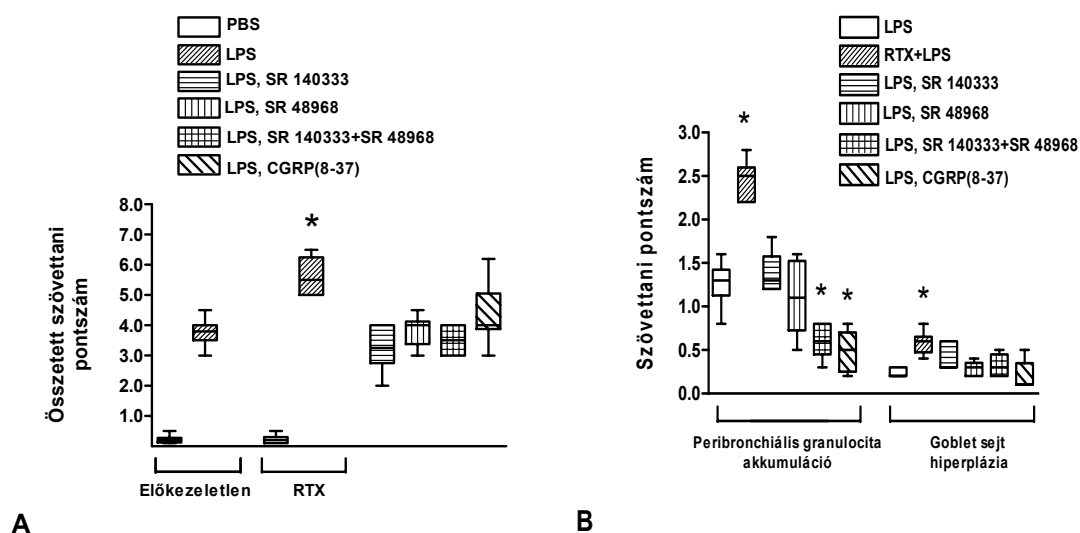 PBS
LPS
LPS, SR 140333
LPS, SR 48968
LPS, SR 140333+SR 48968
LPS, CGRP(8-37)
Összetett szövettani
pontszám
8.0
7.0
6.0
5.0
4.0
3.0
2.0
1.0
*
Előkezeletlen
RTX
A
LPS
RTX+LPS
LPS, SR 140333
LPS, SR 48968
LPS, SR 140333+SR 48968
LPS, CGRP(8-37)
Szövettani pontszám
3.0
2.5
2.0
1.5
1.0
0.5
0.0
*
*
*
*
Peribronchiális granulocita
akkumuláció
Goblet sejt
hiperplázia
B